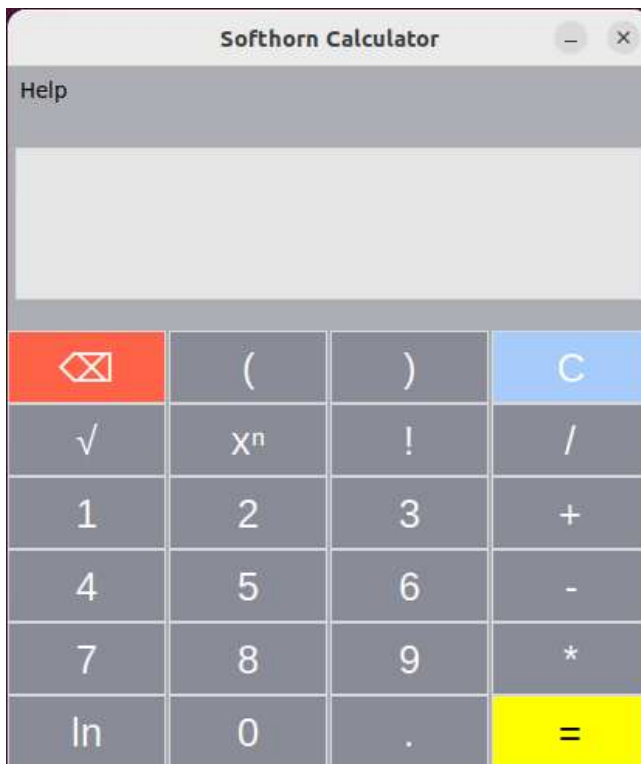 Softhorn Calculator
Help
⌫ ( ) C
√ xⁿ ! /
1 2 3 +
4 5 6 -
7 8 9 *
ln 0 . =